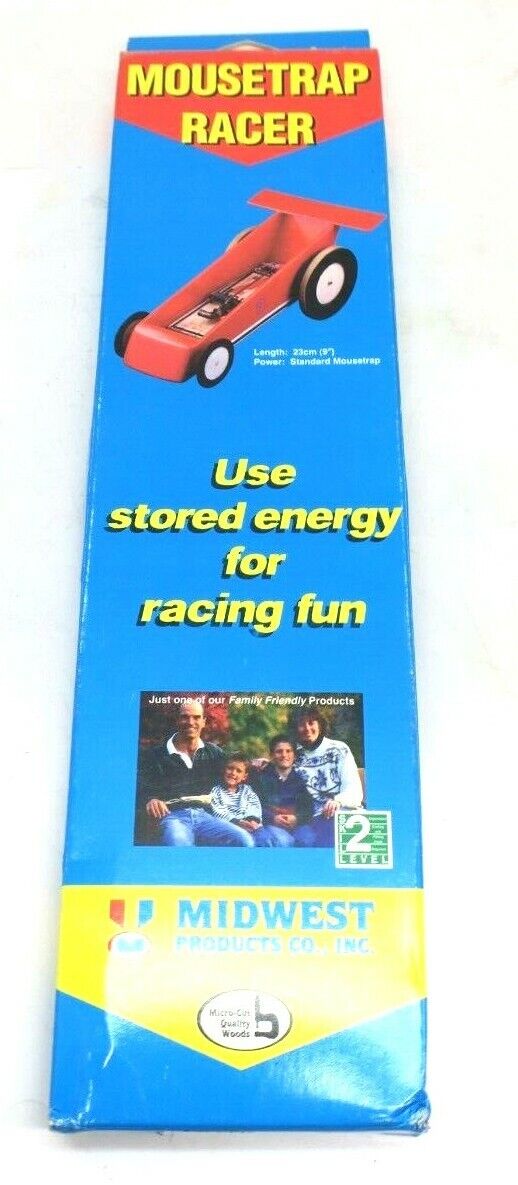 MOUSETRAP
RACER
Length: 23cm (9")
Power: Standard Mousetrap
Use
stored energy
for
racing fun
Just one of our Family Friendly Products
SKILL
2
LEVEL
MIDWEST
PRODUCTS CO., INC.
Micro-Cut
Quality
Woods